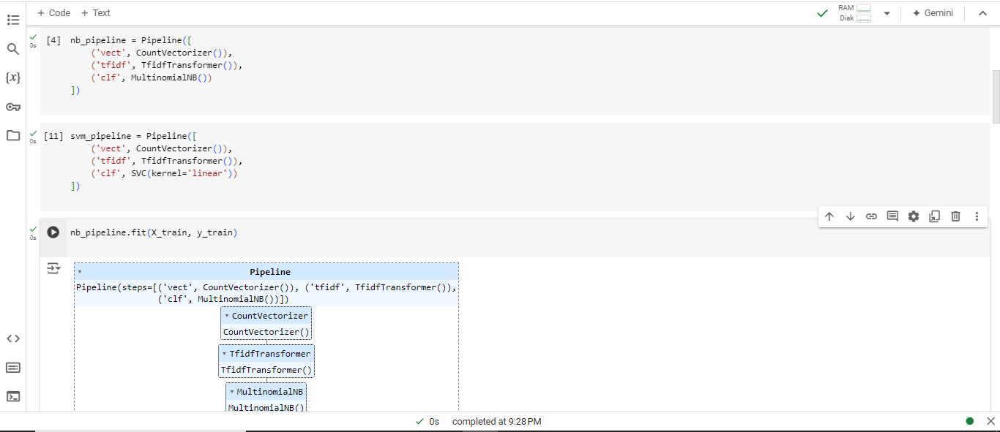 + Code + Text
RAM
Disk
Gemini
[4] nb_pipeline = Pipeline([
('vect', CountVectorizer()),
('tfidf', TfidfTransformer()),
('clf', MultinomialNB())
])
0s
[11] svm_pipeline = Pipeline([
('vect', CountVectorizer()),
('tfidf', TfidfTransformer()),
('clf', SVC(kernel='linear'))
])
0s
nb_pipeline.fit(X_train, y_train)
0s
Pipeline
Pipeline(steps=[('vect', CountVectorizer()), ('tfidf', TfidfTransformer()),
('clf', MultinomialNB())])
CountVectorizer
CountVectorizer()
TfidfTransformer
TfidfTransformer()
MultinomialNB
MultinomialNB()
0s completed at 9:28 PM